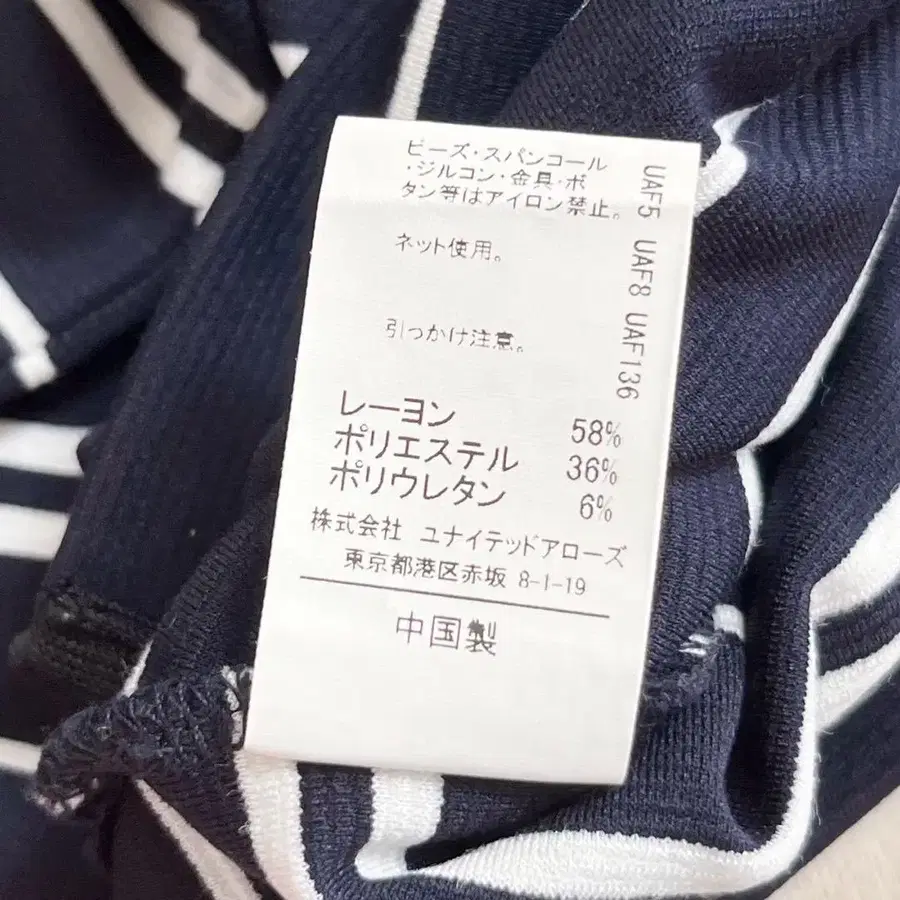 ビーズ・スパンコール
・ジルコン・金具・ボ
タン等はアイロン禁止。
ネット使用。
引っかけ注意。
レーヨン 58%
ポリエステル 36%
ポリウレタン 6%
株式会社 ユナイテッドアローズ
東京都港区赤坂 8-1-19
中国製
UAF5 UAF8 UAF136